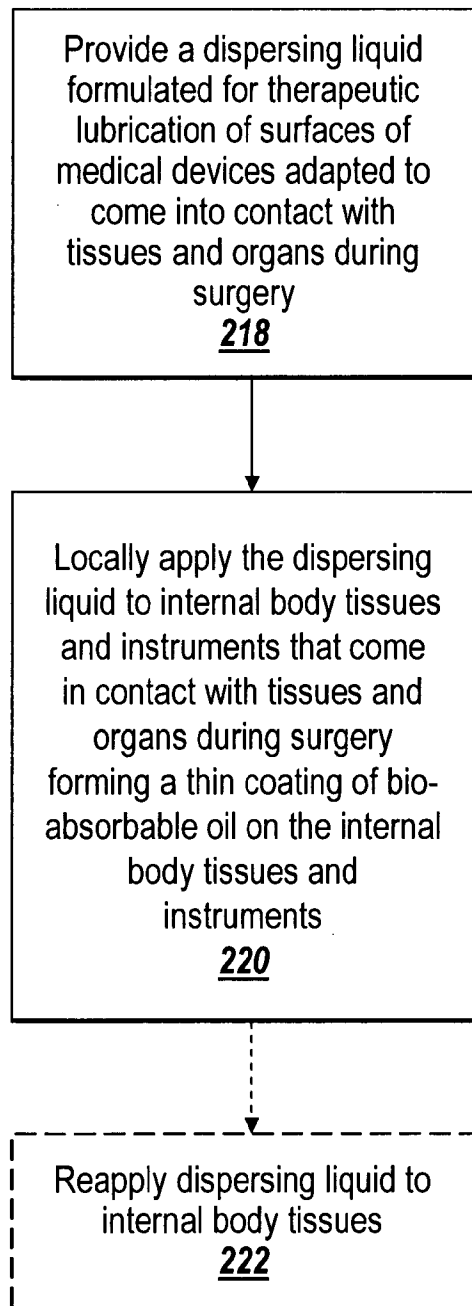 Provide a dispersing liquid
formulated for therapeutic
lubrication of surfaces of
medical devices adapted to
come into contact with
tissues and organs during
surgery
218
Locally apply the dispersing
liquid to internal body tissues
and instruments that come
in contact with tissues and
organs during surgery
forming a thin coating of bio-
absorbable oil on the internal
body tissues and
instruments
220
Reapply dispersing liquid to
internal body tissues
222